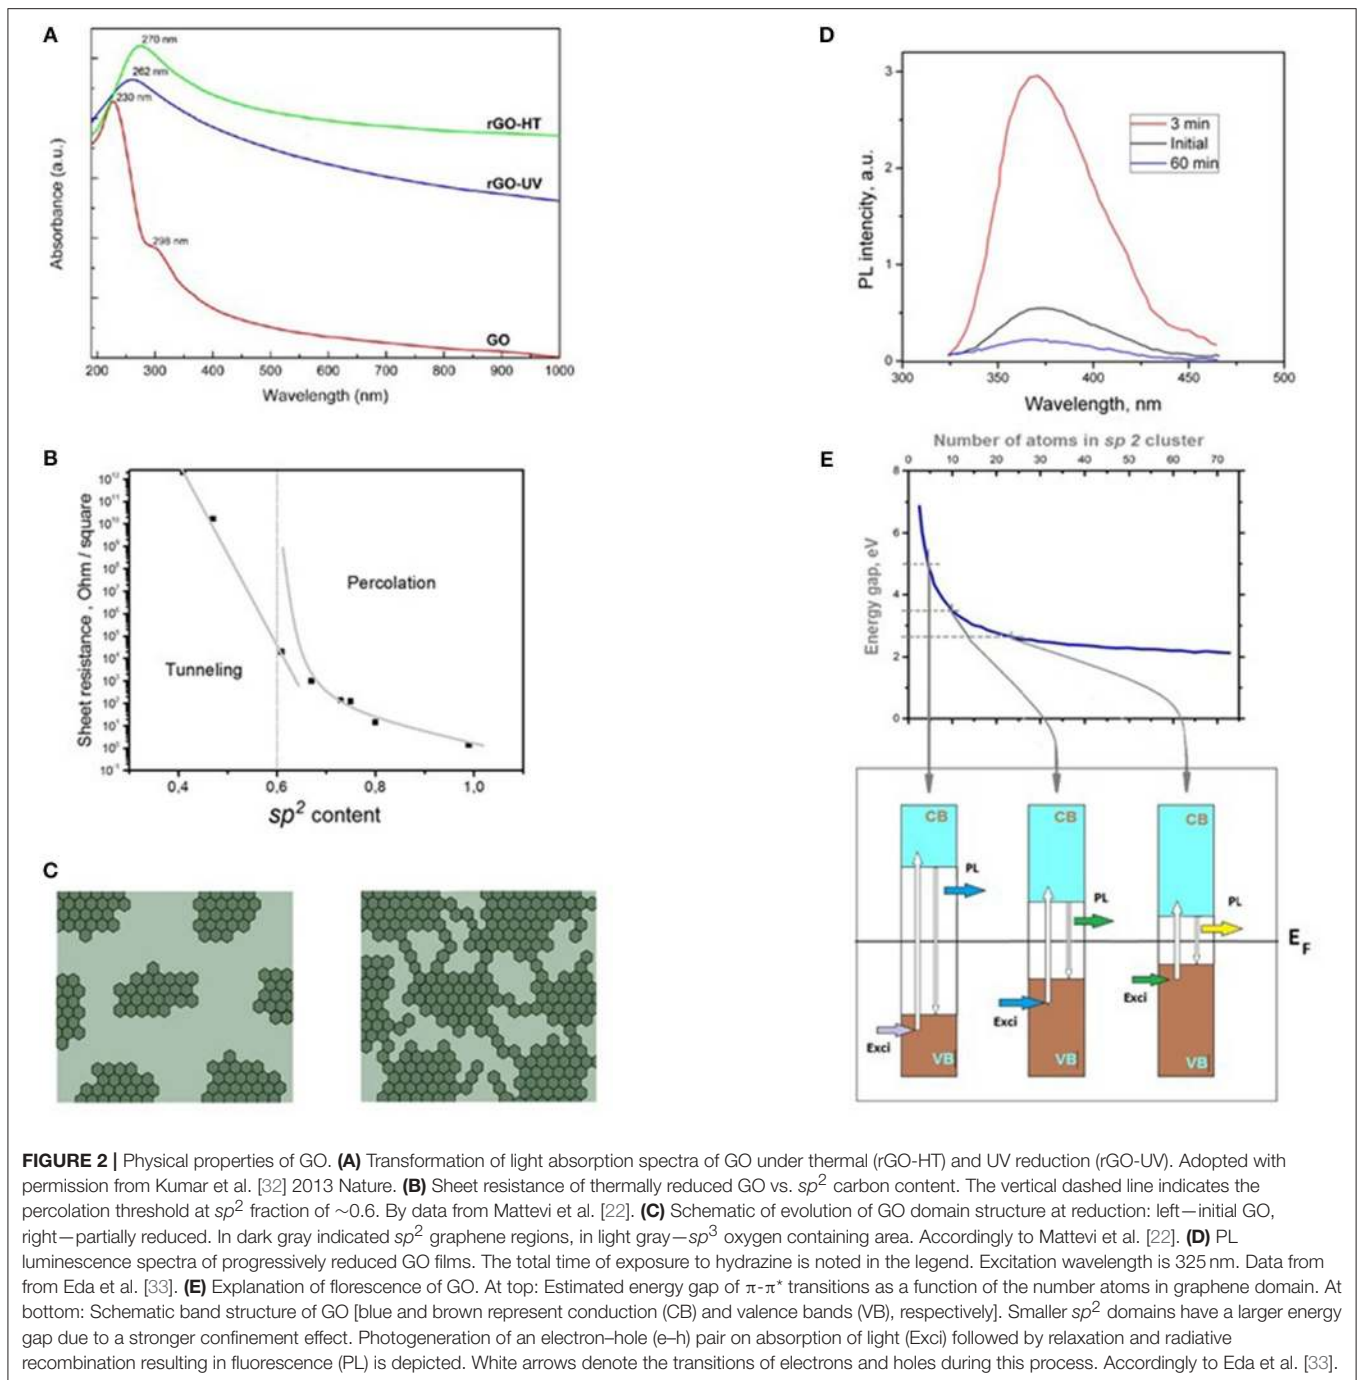 A
270 nm
262 nm
230 nm
298 nm
rGO-HT
rGO-UV
GO
Absorbance (a.u.)
200 300 400 500 600 700 800 900 1000
Wavelength (nm)
D
3
2
1
0
3 min
Initial
60 min
PL intencity, a.u.
300 350 400 450 500
Wavelength, nm
B
10¹²
10¹¹
10¹⁰
10⁹
10⁸
10⁷
10⁶
10⁵
10⁴
10³
10²
10¹
10⁰
10⁻¹
Sheet resistance , Ohm / square
Percolation
Tunneling
0,4 0,6 0,8 1,0
sp² content
E
Number of atoms in sp 2 cluster
0 10 20 30 40 50 60 70
8
6
4
2
0
Energy gap, eV
CB CB CB
PL
PL
PL
E_F
Exci
Exci
Exci
VB VB VB
C
FIGURE 2 | Physical properties of GO. (A) Transformation of light absorption spectra of GO under thermal (rGO-HT) and UV reduction (rGO-UV). Adopted with
permission from Kumar et al. [32] 2013 Nature. (B) Sheet resistance of thermally reduced GO vs. sp² carbon content. The vertical dashed line indicates the
percolation threshold at sp² fraction of ∼0.6. By data from Mattevi et al. [22]. (C) Schematic of evolution of GO domain structure at reduction: left—initial GO,
right—partially reduced. In dark gray indicated sp² graphene regions, in light gray—sp³ oxygen containing area. Accordingly to Mattevi et al. [22]. (D) PL
luminescence spectra of progressively reduced GO films. The total time of exposure to hydrazine is noted in the legend. Excitation wavelength is 325 nm. Data from
from Eda et al. [33]. (E) Explanation of florescence of GO. At top: Estimated energy gap of π-π* transitions as a function of the number atoms in graphene domain. At
bottom: Schematic band structure of GO [blue and brown represent conduction (CB) and valence bands (VB), respectively]. Smaller sp² domains have a larger energy
gap due to a stronger confinement effect. Photogeneration of an electron–hole (e–h) pair on absorption of light (Exci) followed by relaxation and radiative
recombination resulting in fluorescence (PL) is depicted. White arrows denote the transitions of electrons and holes during this process. Accordingly to Eda et al. [33].